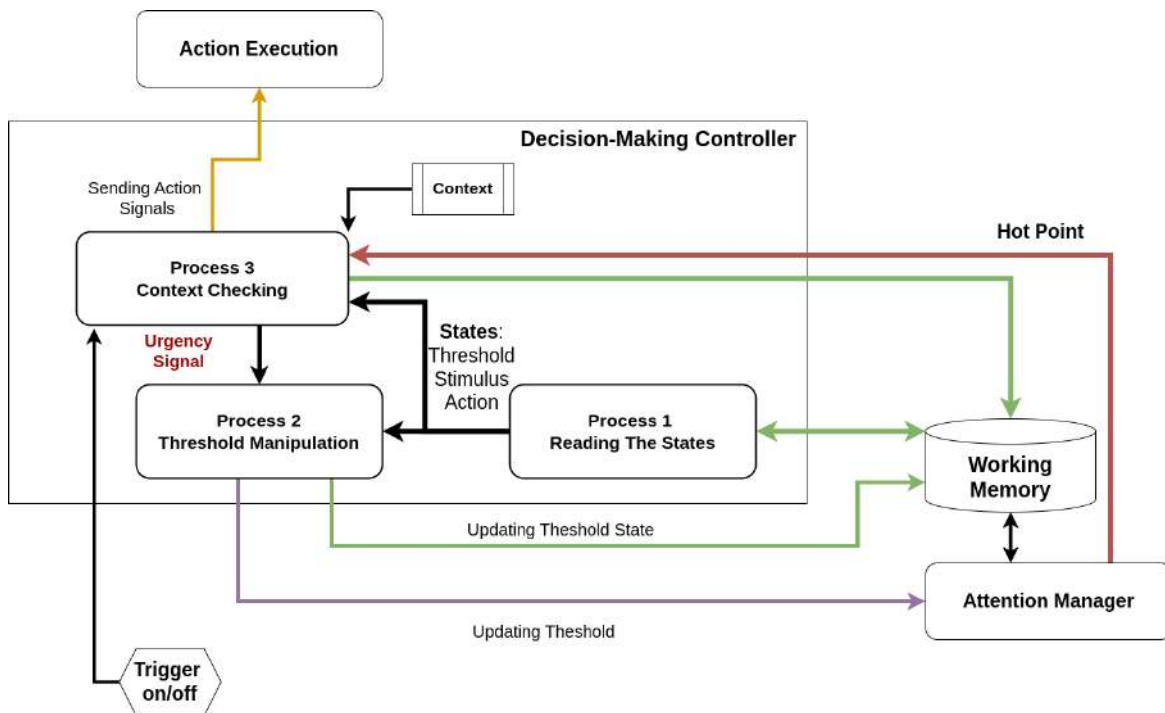 Action Execution
Decision-Making Controller
Sending Action
Signals
Context
Hot Point
Process 3
Context Checking
Urgency
Signal
States:
Threshold
Stimulus
Action
Process 2
Threshold Manipulation
Process 1
Reading The States
Working
Memory
Updating Theshold State
Attention Manager
Updating Theshold
Trigger
on/off